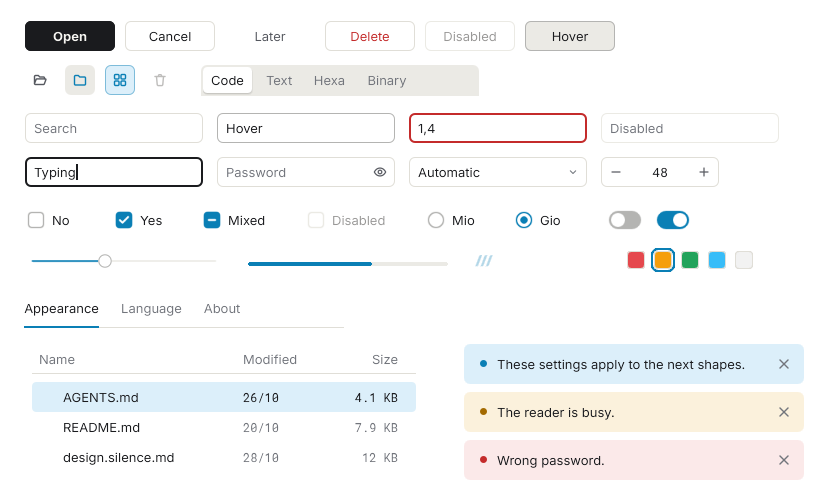 Open Cancel Later Delete Disabled Hover
Code Text Hexa Binary
Search Hover 1,4 Disabled
Typing Password Automatic 48
No Yes Mixed Disabled Mio Gio
Appearance Language About
Name Modified Size
AGENTS.md 26/10 4.1 KB
README.md 20/10 7.9 KB
design.silence.md 28/10 12 KB
These settings apply to the next shapes.
The reader is busy.
Wrong password.